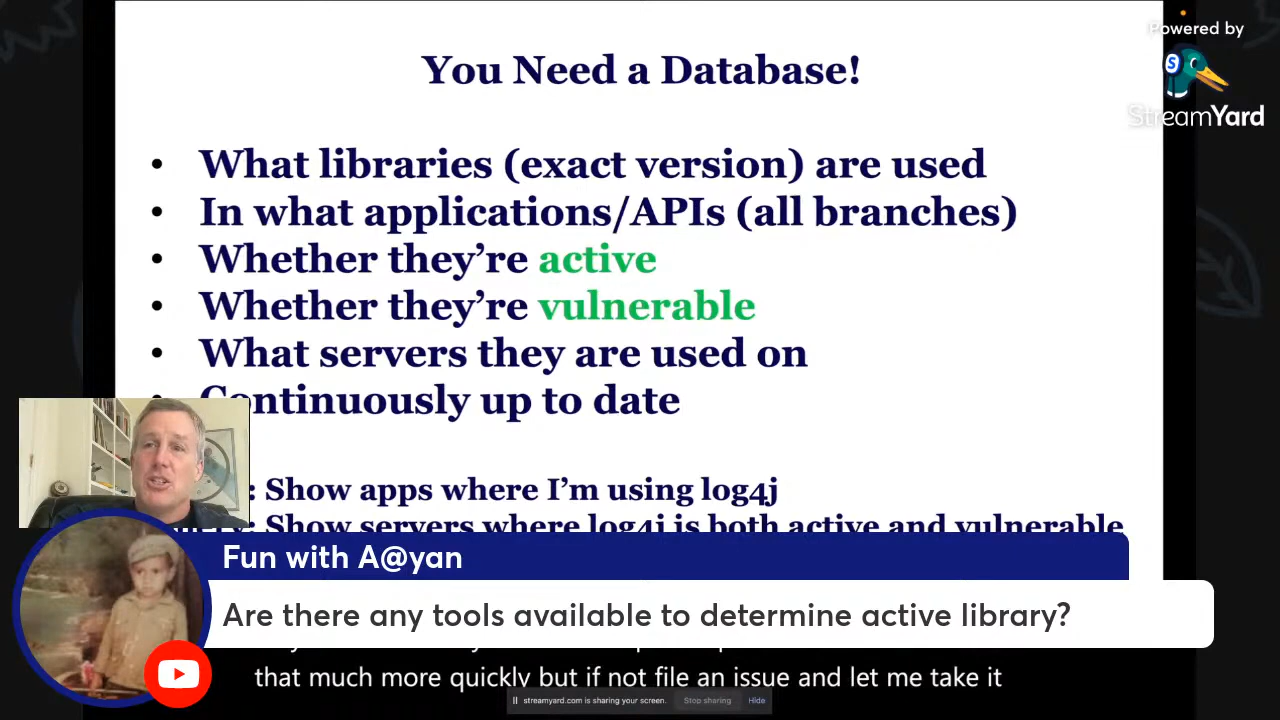 Powered by
StreamYard
You Need a Database!
• What libraries (exact version) are used
• In what applications/APIs (all branches)
• Whether they're active
• Whether they're vulnerable
• What servers they are used on
Continuously up to date
: Show apps where I'm using log4j
: Show servers where log4j is both active and vulnerable
Fun with A@yan
Are there any tools available to determine active library?
that much more quickly but if not file an issue and let me take it
streamyard.com is sharing your screen. Stop sharing Hide